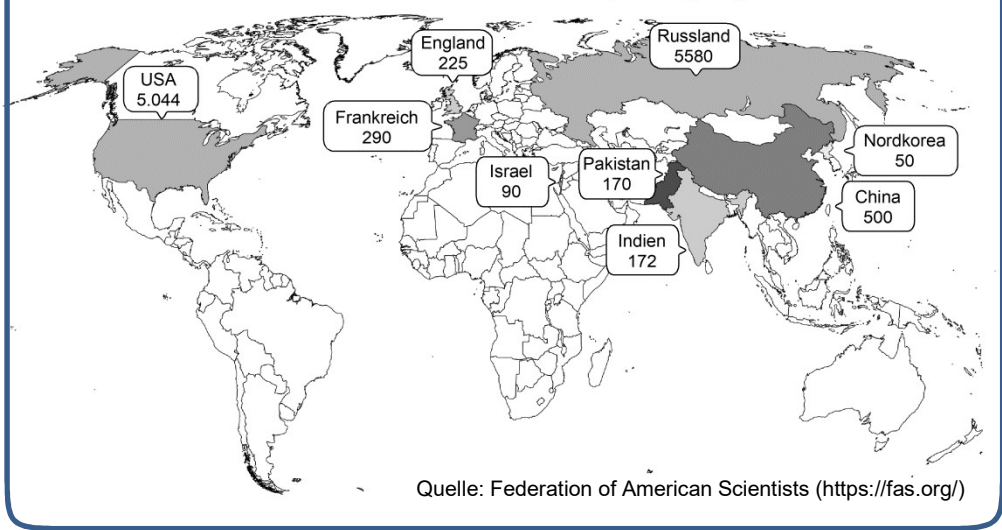 USA
5.044
England
225
Russland
5580
Frankreich
290
Israel
90
Pakistan
170
Nordkorea
50
China
500
Indien
172
Quelle: Federation of American Scientists (https://fas.org/)